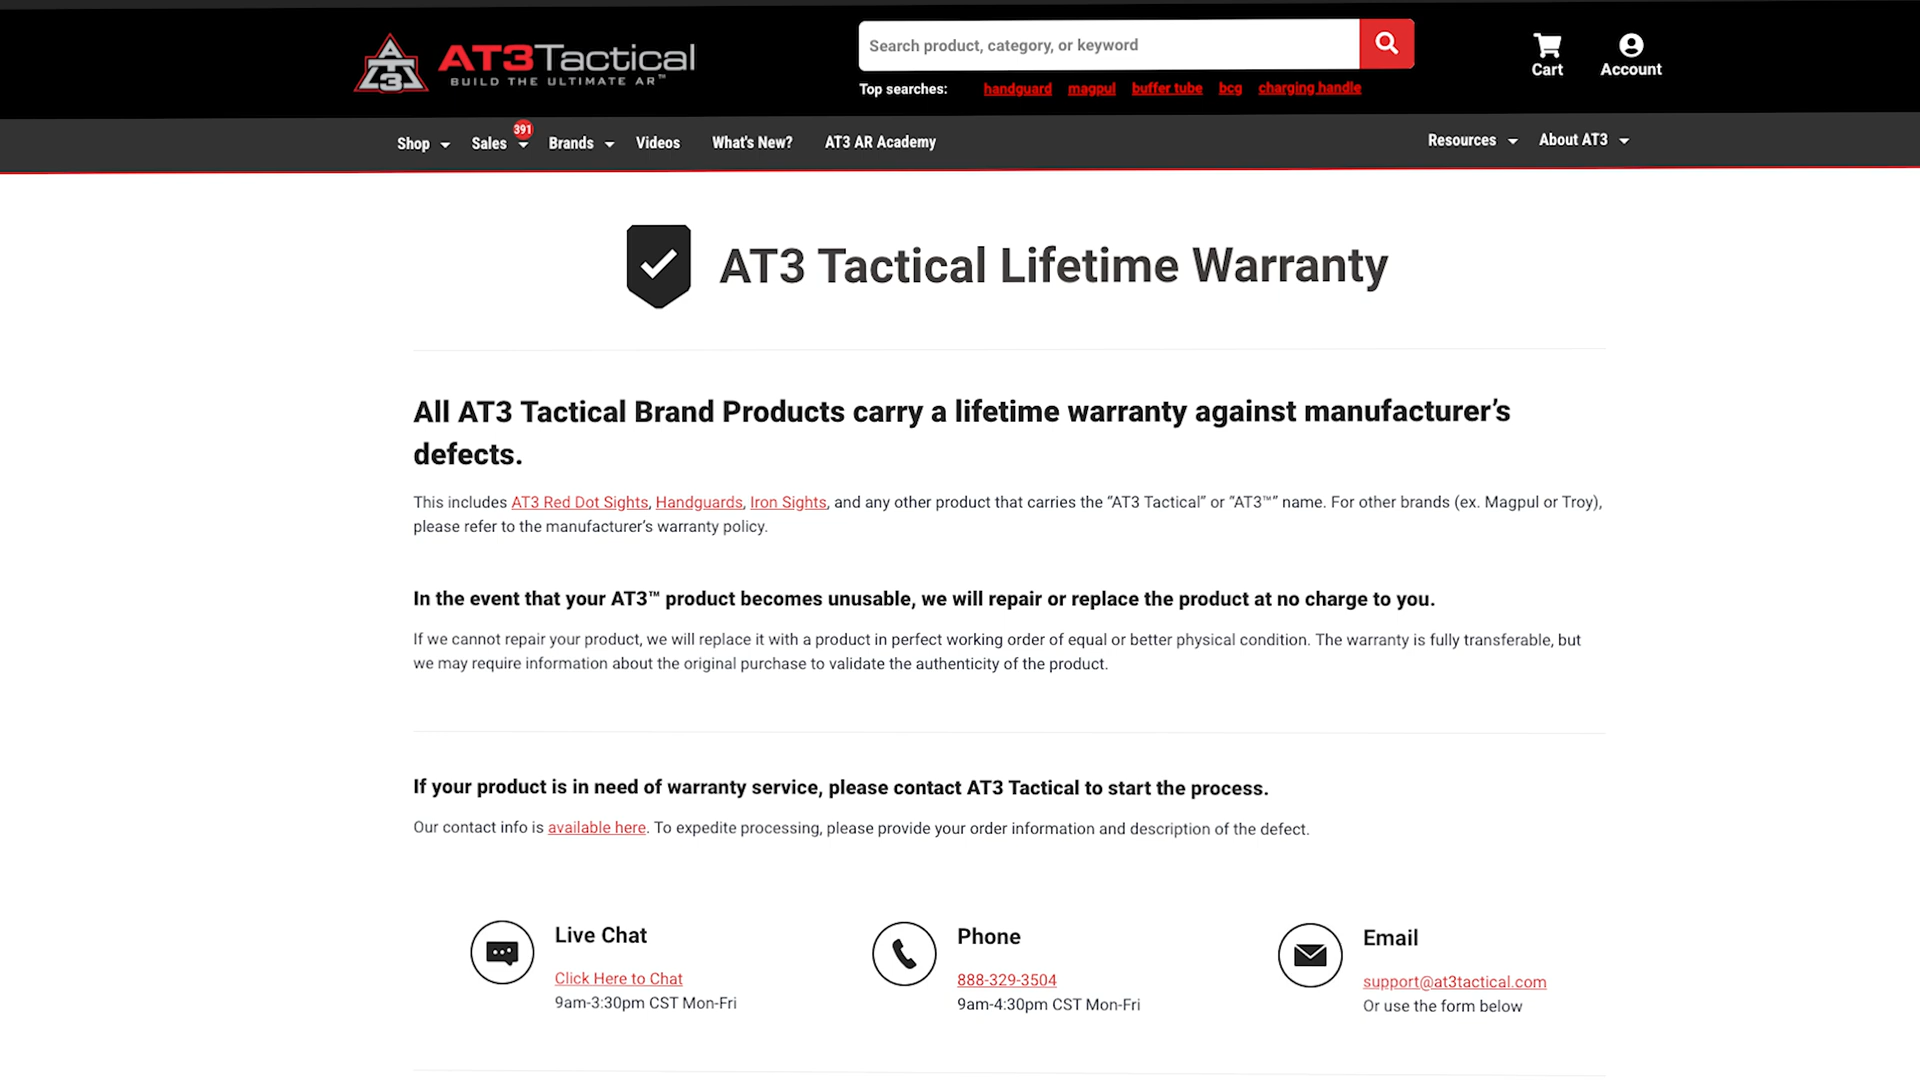 AT3
AT3Tactical
BUILD THE ULTIMATE AR™
Search product, category, or keyword
Cart
Account
Top searches: handguard magpul buffer tube bcg charging handle
Shop Sales 391 Brands Videos What's New? AT3 AR Academy Resources About AT3
AT3 Tactical Lifetime Warranty
All AT3 Tactical Brand Products carry a lifetime warranty against manufacturer’s
defects.
This includes AT3 Red Dot Sights, Handguards, Iron Sights, and any other product that carries the “AT3 Tactical” or “AT3™” name. For other brands (ex. Magpul or Troy),
please refer to the manufacturer’s warranty policy.
In the event that your AT3™ product becomes unusable, we will repair or replace the product at no charge to you.
If we cannot repair your product, we will replace it with a product in perfect working order of equal or better physical condition. The warranty is fully transferable, but
we may require information about the original purchase to validate the authenticity of the product.
If your product is in need of warranty service, please contact AT3 Tactical to start the process.
Our contact info is available here. To expedite processing, please provide your order information and description of the defect.
Live Chat
Click Here to Chat
9am-3:30pm CST Mon-Fri
Phone
888-329-3504
9am-4:30pm CST Mon-Fri
Email
support@at3tactical.com
Or use the form below